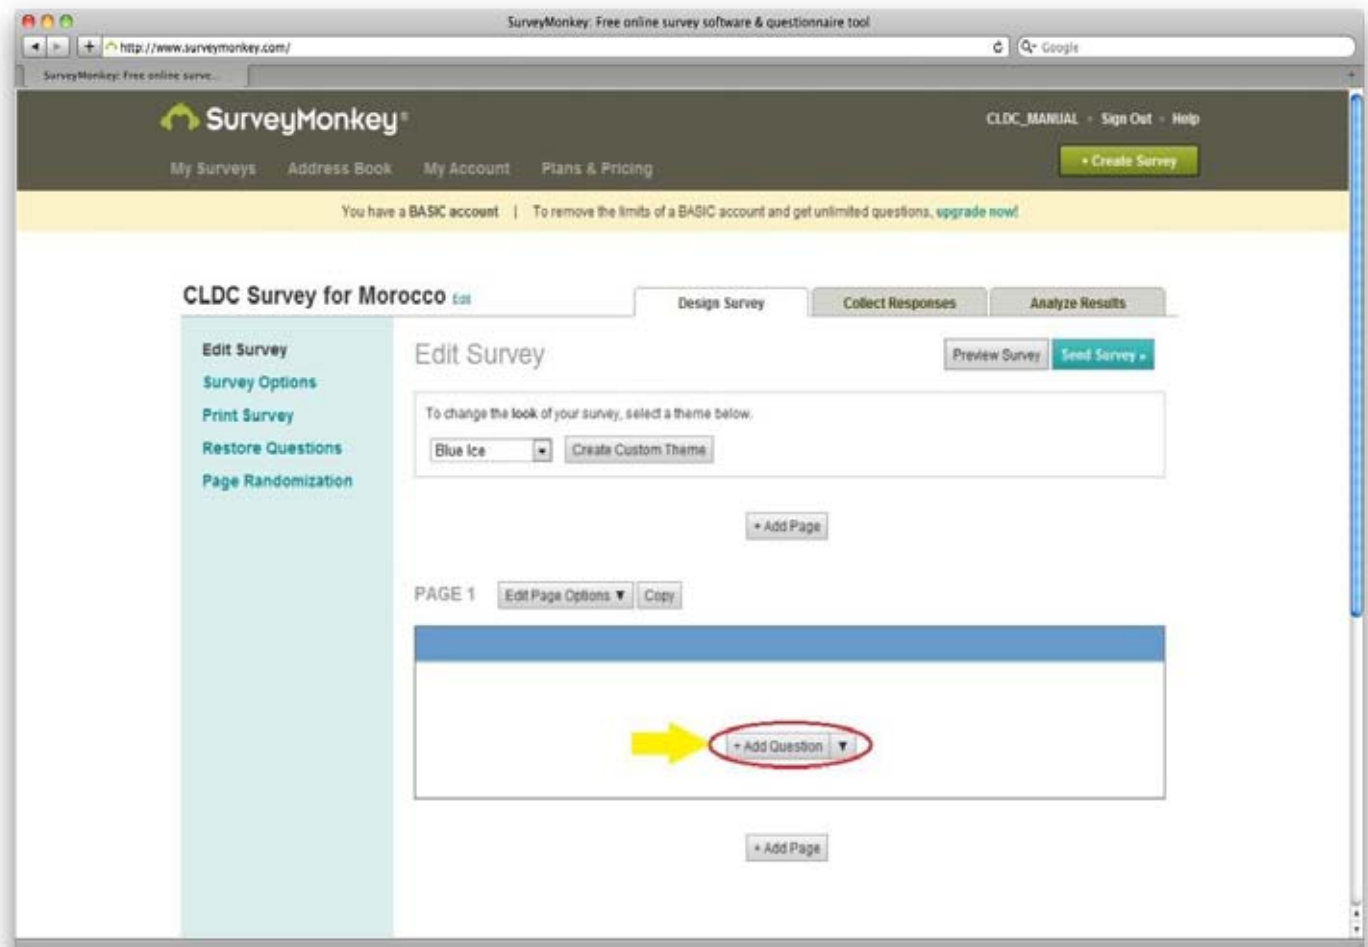 SurveyMonkey: Free online survey software & questionnaire tool
+ http://www.surveymonkey.com/ Google
SurveyMonkey: Free online surve... +
SurveyMonkey®
CLDC_MANUAL Sign Out Help
My Surveys Address Book My Account Plans & Pricing
+ Create Survey
You have a BASIC account | To remove the limits of a BASIC account and get unlimited questions, upgrade now!
CLDC Survey for Morocco Edit
Design Survey Collect Responses Analyze Results
Edit Survey
Survey Options
Print Survey
Restore Questions
Page Randomization
Edit Survey
Preview Survey Send Survey »
To change the look of your survey, select a theme below.
Blue Ice Create Custom Theme
+ Add Page
PAGE 1 Edit Page Options ▼ Copy
+ Add Question ▼
+ Add Page